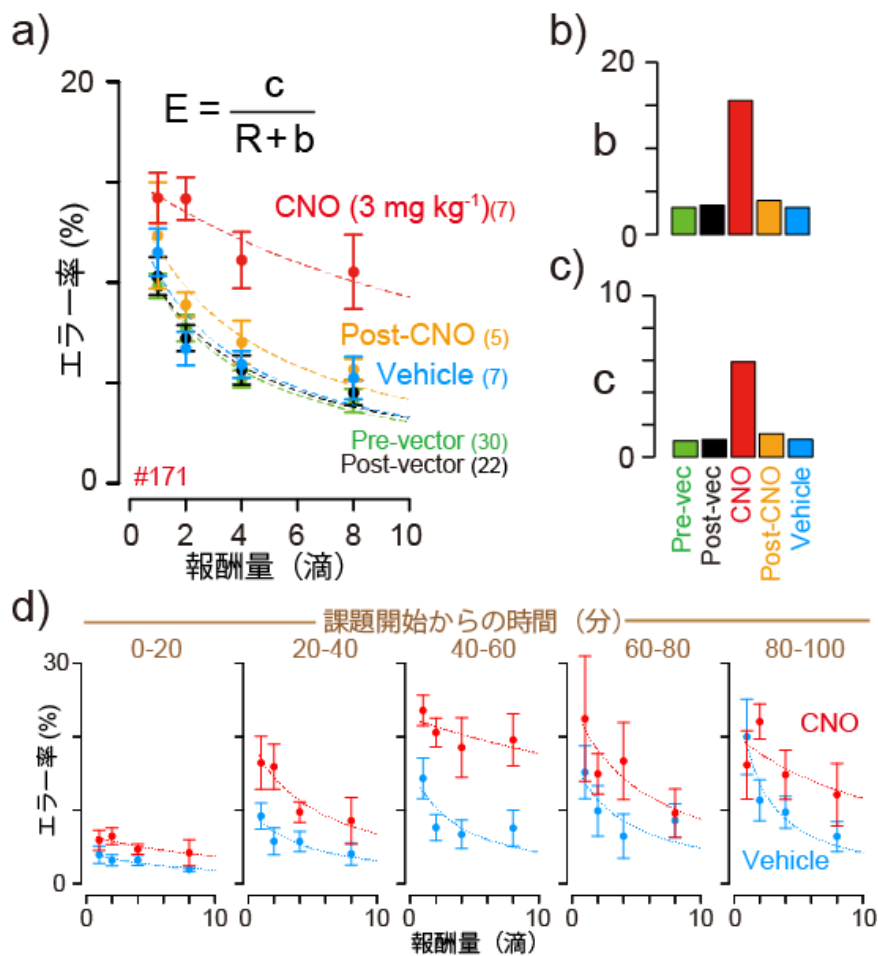 a)
20
E = c / (R + b)
CNO (3 mg kg⁻¹)(7)
エラー率 (%)
Post-CNO (5)
Vehicle (7)
Pre-vector (30)
Post-vector (22)
0
#171
0 2 4 6 8 10
報酬量（滴）
b)
20
b
0
c)
10
c
0
Pre-vec
Post-vec
CNO
Post-CNO
Vehicle
d)
課題開始からの時間（分）
0-20 20-40 40-60 60-80 80-100
30
エラー率 (%)
CNO
Vehicle
0
0 10 0 10 0 10 0 10 0 10
報酬量（滴）